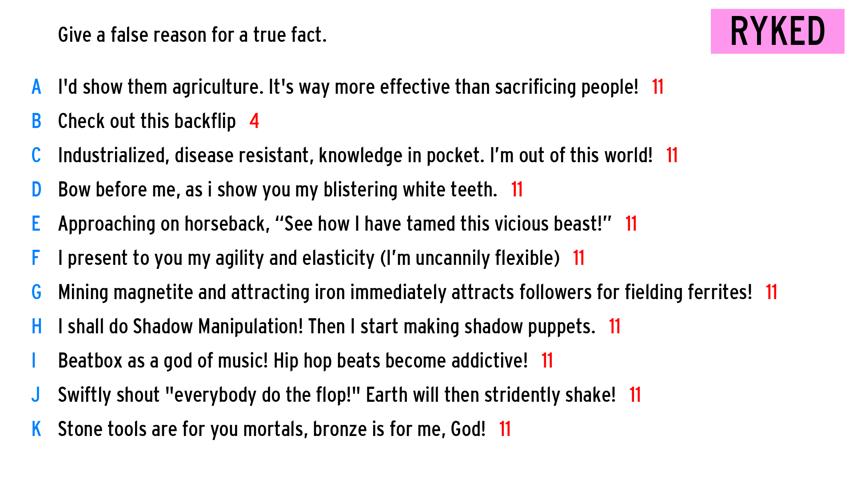 Give a false reason for a true fact.
RYKED
A I'd show them agriculture. It's way more effective than sacrificing people! 11
B Check out this backflip 4
C Industrialized, disease resistant, knowledge in pocket. I’m out of this world! 11
D Bow before me, as i show you my blistering white teeth. 11
E Approaching on horseback, “See how I have tamed this vicious beast!” 11
F I present to you my agility and elasticity (I’m uncannily flexible) 11
G Mining magnetite and attracting iron immediately attracts followers for fielding ferrites! 11
H I shall do Shadow Manipulation! Then I start making shadow puppets. 11
I Beatbox as a god of music! Hip hop beats become addictive! 11
J Swiftly shout "everybody do the flop!" Earth will then stridently shake! 11
K Stone tools are for you mortals, bronze is for me, God! 11